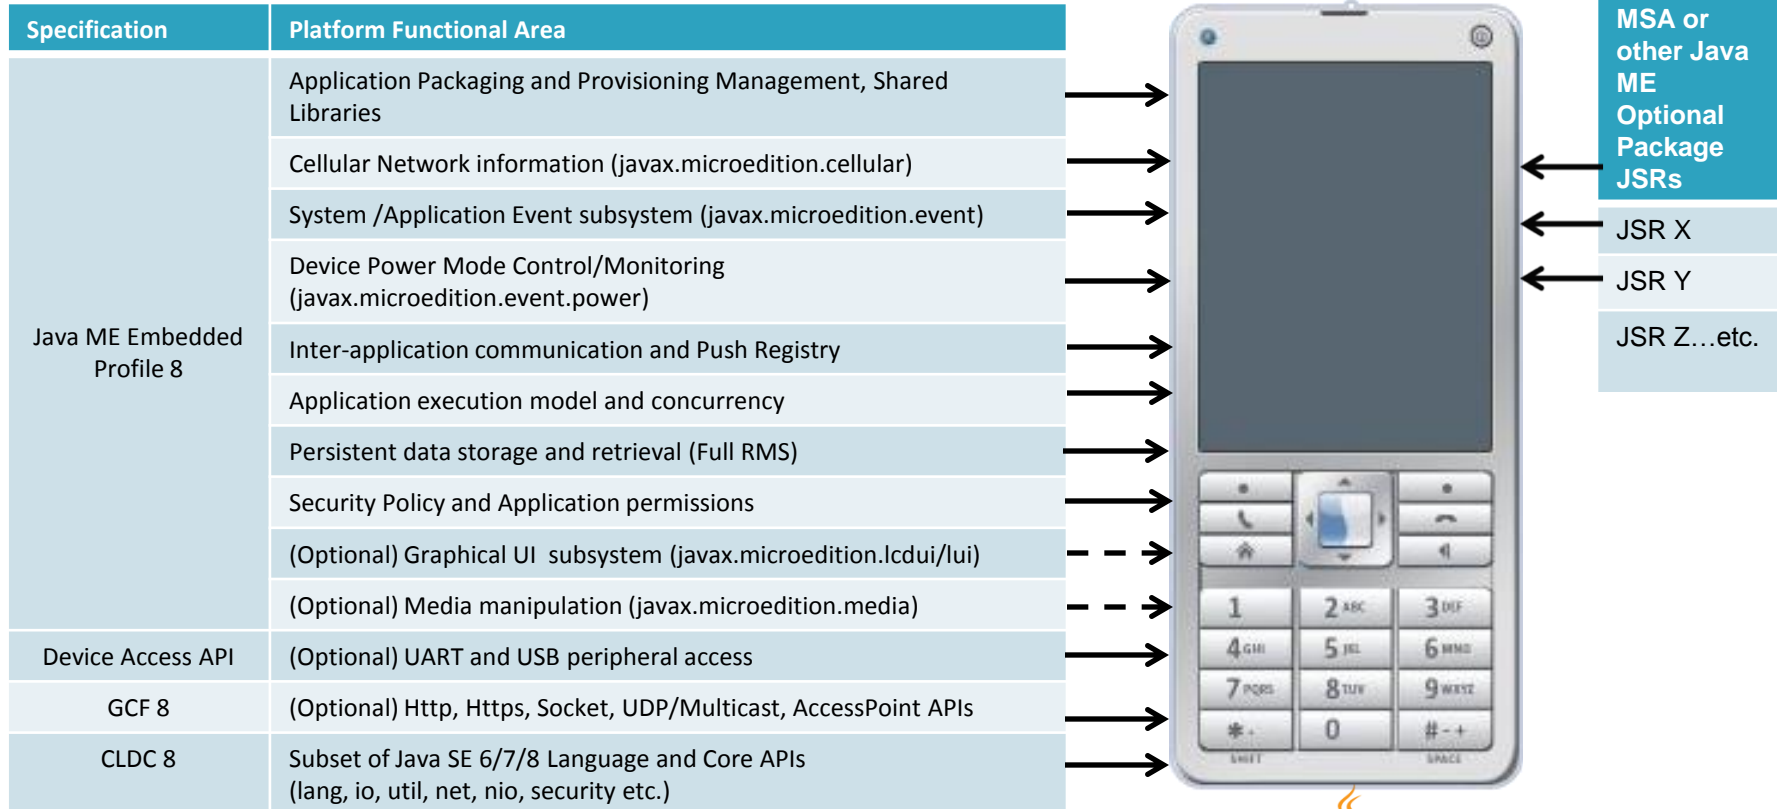 Specification
Platform Functional Area
Java ME Embedded
Profile 8
Application Packaging and Provisioning Management, Shared
Libraries
Cellular Network information (javax.microedition.cellular)
System /Application Event subsystem (javax.microedition.event)
Device Power Mode Control/Monitoring
(javax.microedition.event.power)
Inter-application communication and Push Registry
Application execution model and concurrency
Persistent data storage and retrieval (Full RMS)
Security Policy and Application permissions
(Optional) Graphical UI subsystem (javax.microedition.lcdui/lui)
(Optional) Media manipulation (javax.microedition.media)
Device Access API
(Optional) UART and USB peripheral access
GCF 8
(Optional) Http, Https, Socket, UDP/Multicast, AccessPoint APIs
CLDC 8
Subset of Java SE 6/7/8 Language and Core APIs
(lang, io, util, net, nio, security etc.)
1
2 ABC
3 DEF
4 GHI
5 JKL
6 MNO
7 PQRS
8 TUV
9 WXYZ
*
0
# - +
SHIFT
SPACE
MSA or
other Java
ME
Optional
Package
JSRs
JSR X
JSR Y
JSR Z…etc.